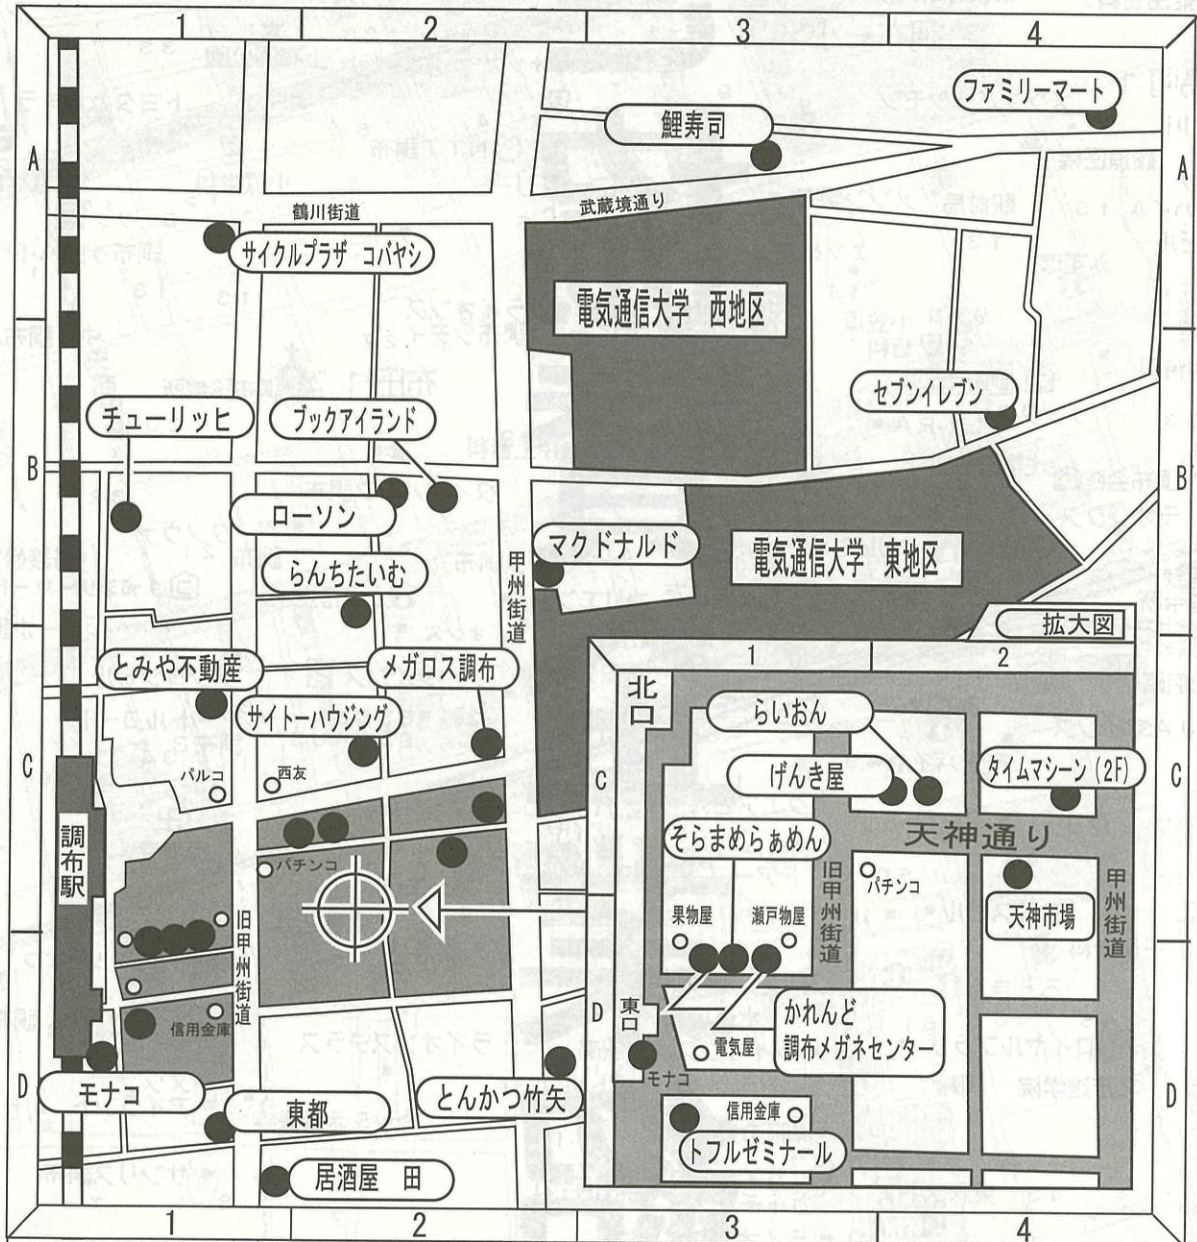 1
2
3
4
A
A
ファミリーマート
鯉寿司
鶴川街道
武蔵境通り
サイクルプラザ コバヤシ
電気通信大学 西地区
チューリッヒ
ブックアイランド
セブンイレブン
B
B
ローソン
マクドナルド
電気通信大学 東地区
らんちたいむ
甲州街道
拡大図
とみや不動産
メガロス調布
サイトーハウジング
C
C
パルコ
西友
調布駅
パチンコ
旧甲州街道
信用金庫
モナコ
東都
とんかつ竹矢
居酒屋 田
D
D
1
2
北口
らいおん
C
げんき屋
タイムマシーン(2F)
そらまめらぁめん
天神通り
旧甲州街道
パチンコ
甲州街道
果物屋
瀬戸物屋
天神市場
D
東口
かれんど
調布メガネセンター
電気屋
モナコ
信用金庫
トフルゼミナール
1
2
3
4